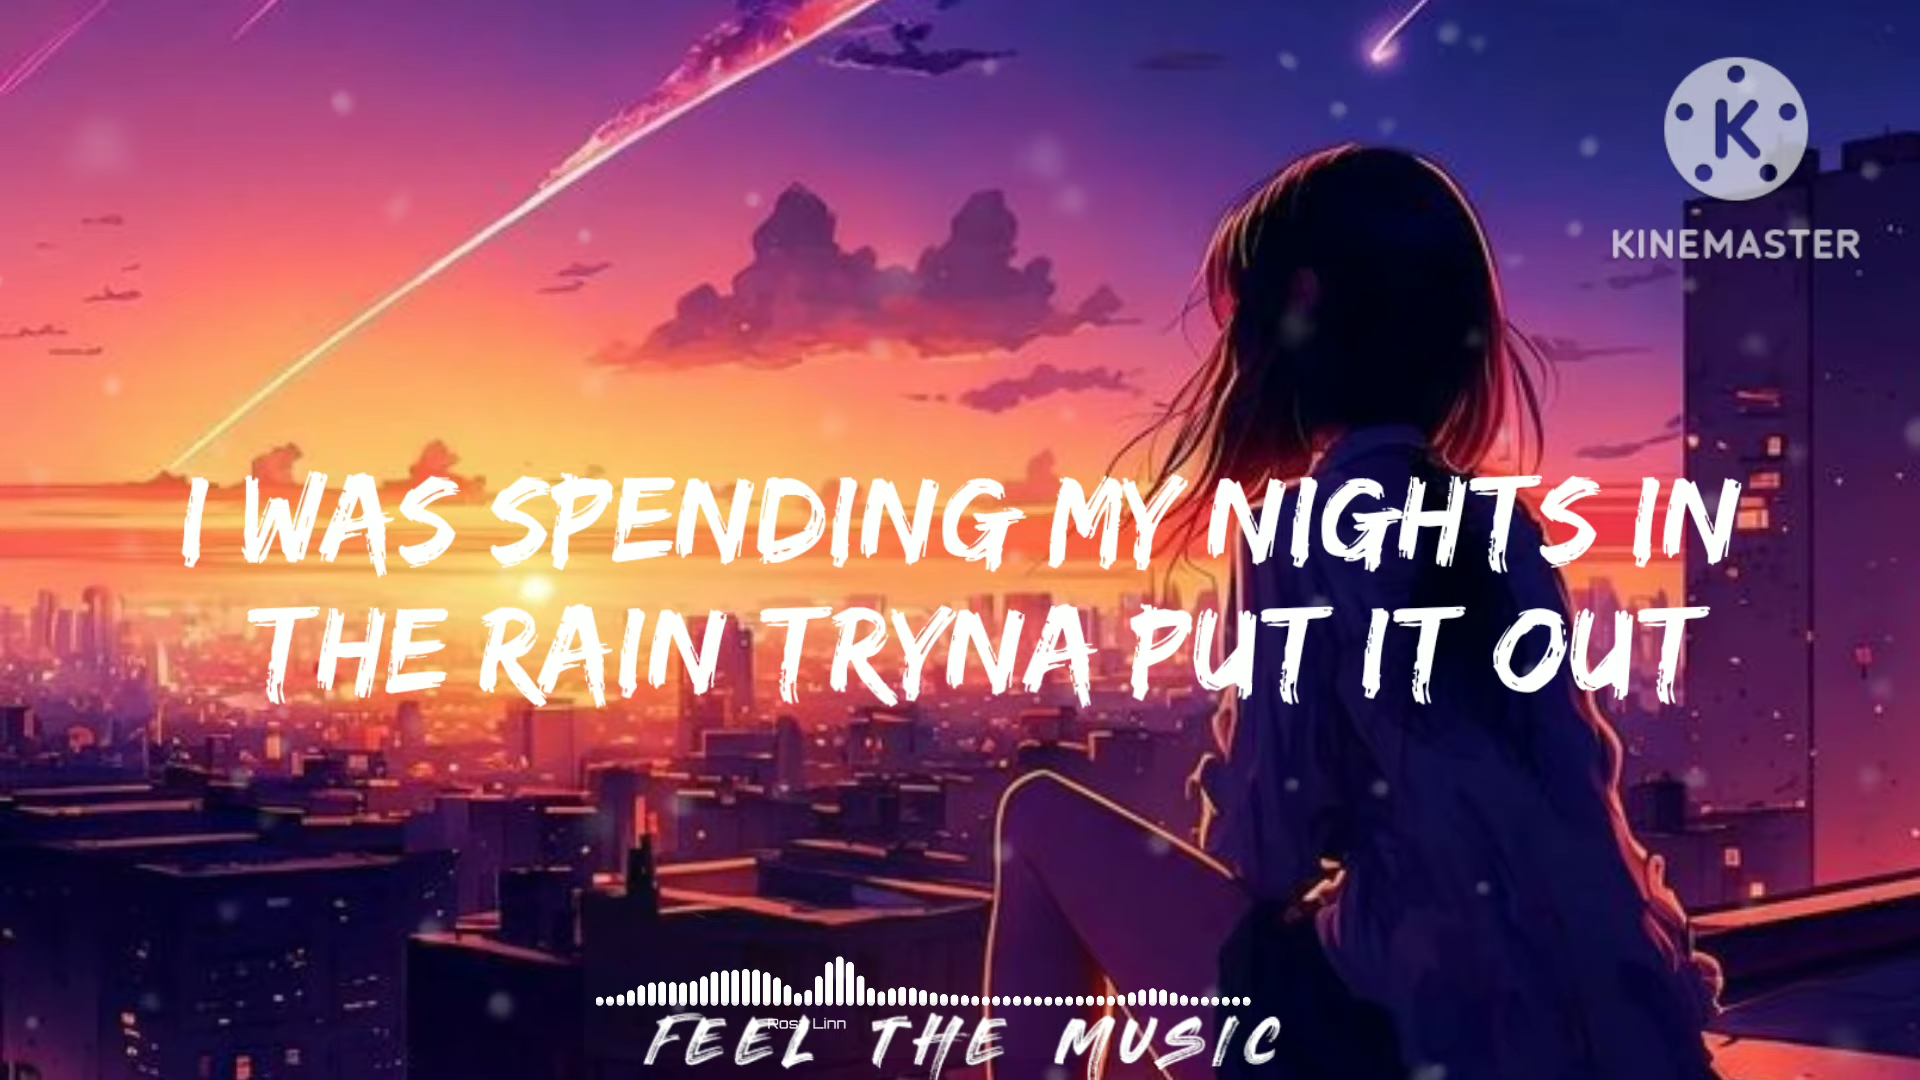 K
KINEMASTER
I WAS SPENDING MY NIGHTS IN
THE RAIN TRYNA PUT IT OUT
Rosa Linn
FEEL THE MUSIC